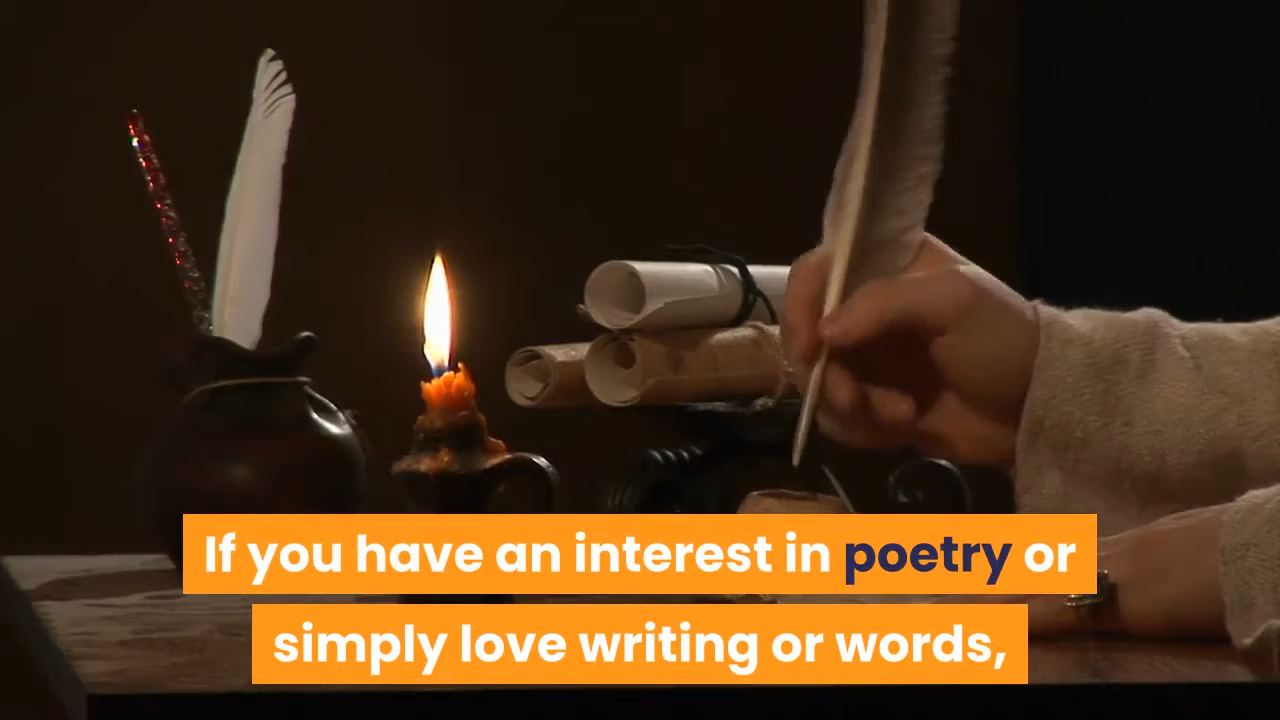 If you have an interest in poetry or
simply love writing or words,